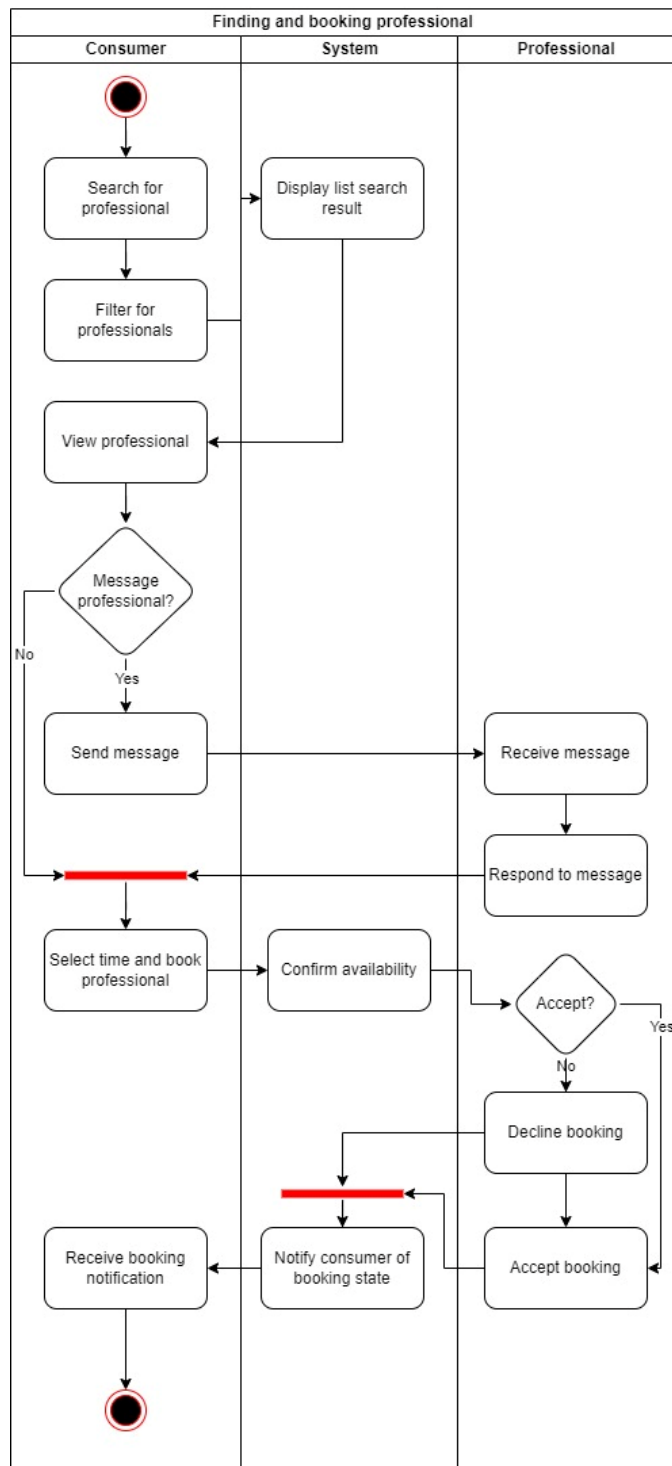 Finding and booking professional
Consumer
System
Professional
Search for
professional
Display list search
result
Filter for
professionals
View professional
Message
professional?
No
Yes
Send message
Receive message
Respond to message
Select time and book
professional
Confirm availability
Accept?
Yes
No
Decline booking
Receive booking
notification
Notify consumer of
booking state
Accept booking